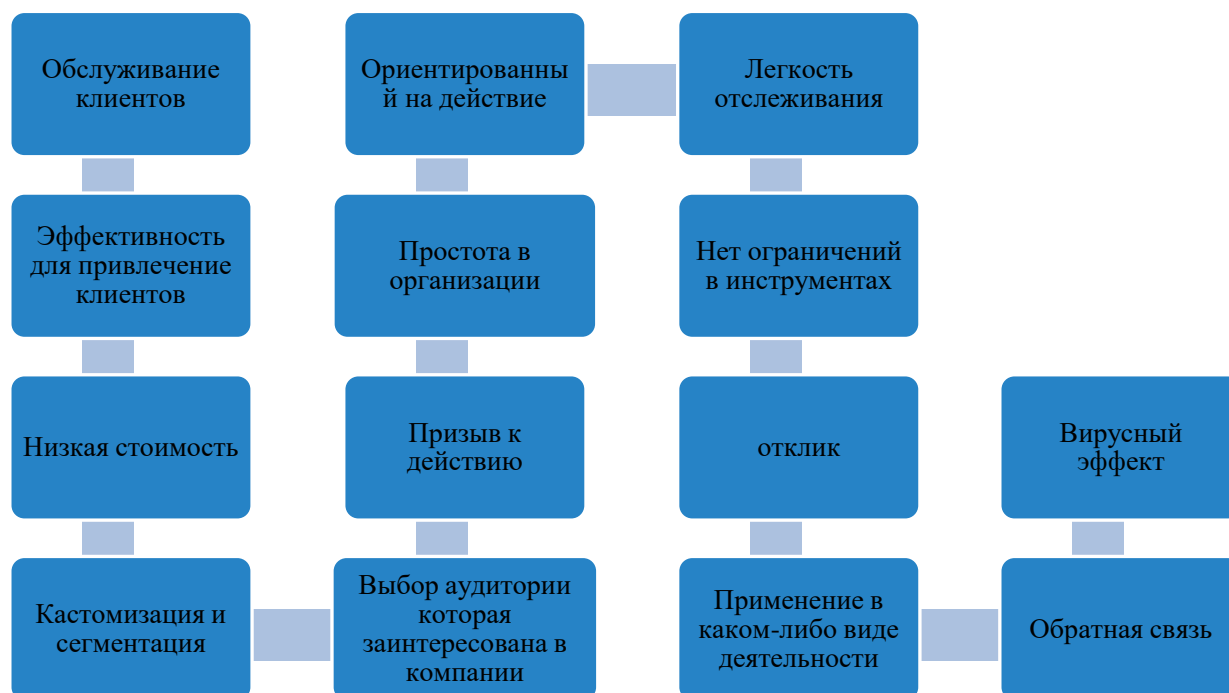 Обслуживание
клиентов
Эффективность
для привлечение
клиентов
Низкая стоимость
Кастомизация и
сегментация
Выбор аудитории
которая
заинтересована в
компании
Призыв к
действию
Простота в
организации
Ориентированны
й на действие
Легкость
отслеживания
Нет ограничений
в инструментах
отклик
Применение в
каком-либо виде
деятельности
Обратная связь
Вирусный
эффект